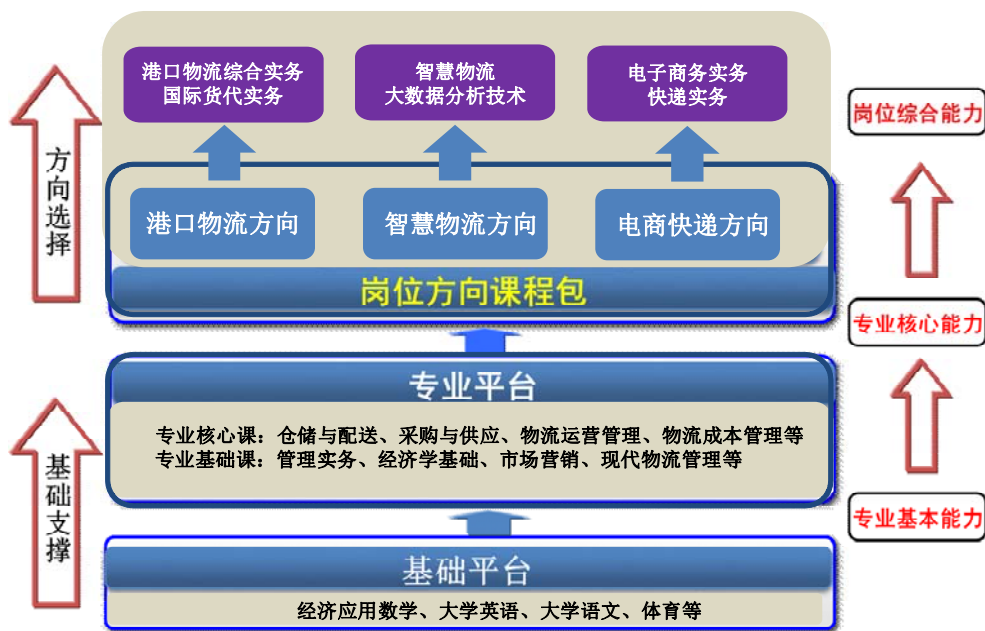 港口物流综合实务
国际货代实务
智慧物流
大数据分析技术
电子商务实务
快递实务
岗位综合能力
方向选择
港口物流方向
智慧物流方向
电商快递方向
岗位方向课程包
专业核心能力
专业平台
专业核心课：仓储与配送、采购与供应、物流运营管理、物流成本管理等
专业基础课：管理实务、经济学基础、市场营销、现代物流管理等
基础支撑
专业基本能力
基础平台
经济应用数学、大学英语、大学语文、体育等